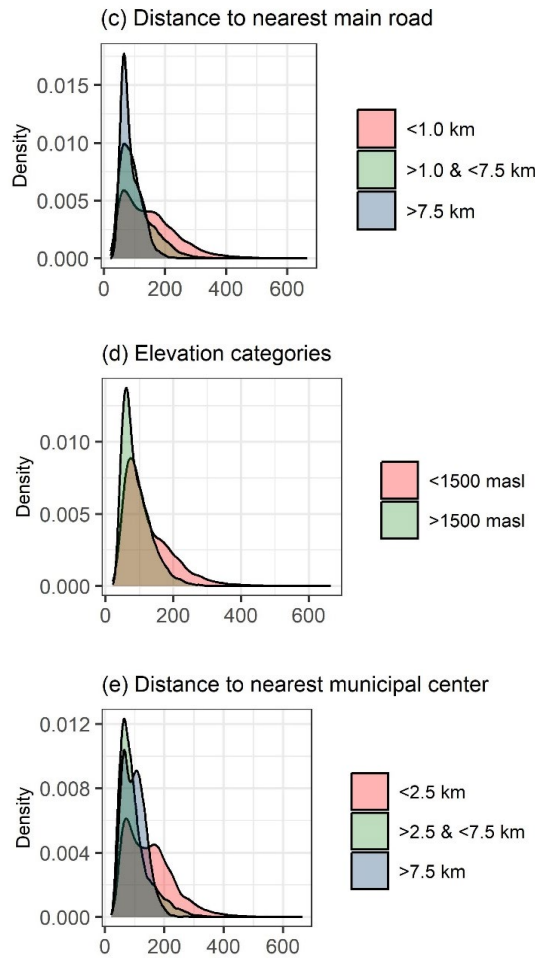 (c) Distance to nearest main road
0.015
0.010
0.005
0.000
Density
0 200 400 600
<1.0 km
>1.0 & <7.5 km
>7.5 km
(d) Elevation categories
0.010
0.005
0.000
Density
0 200 400 600
<1500 masl
>1500 masl
(e) Distance to nearest municipal center
0.012
0.008
0.004
0.000
Density
0 200 400 600
<2.5 km
>2.5 & <7.5 km
>7.5 km